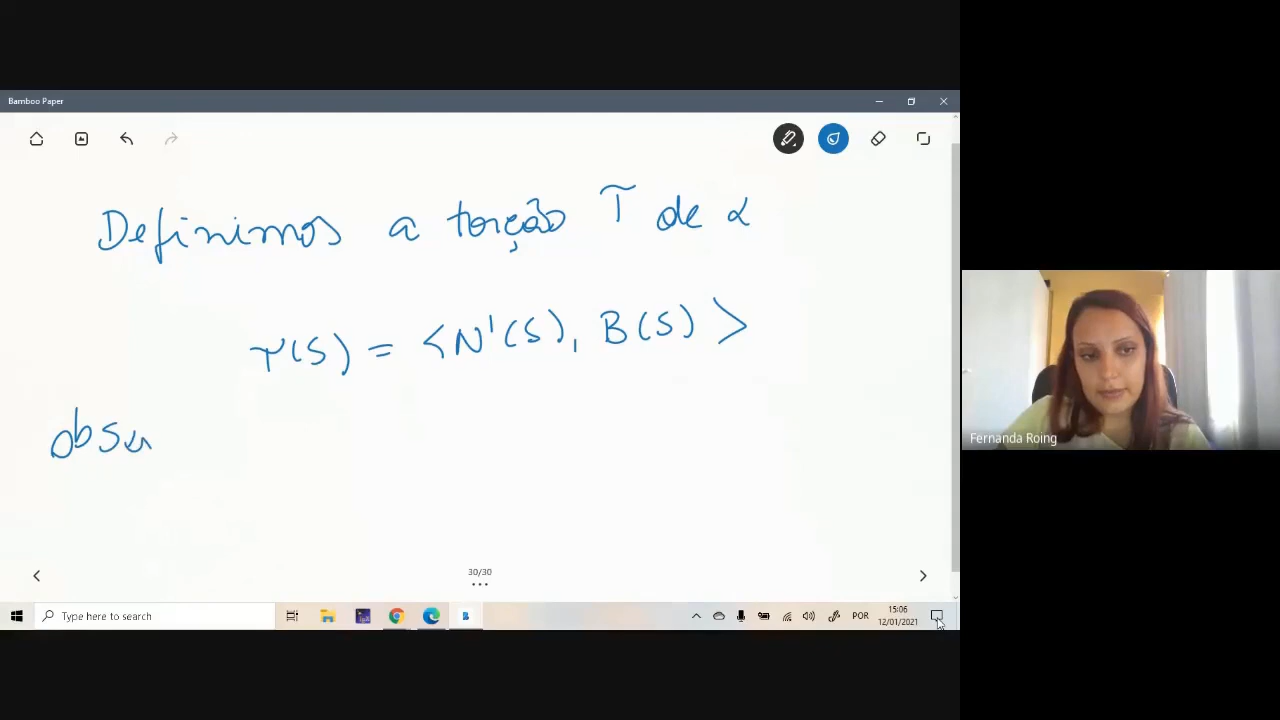 Bamboo Paper
Definimos a torção τ de α
τ(s) = <N'(s), B(s)>
obser
Fernanda Roing
30/30
Type here to search
POR
15:06
12/01/2021